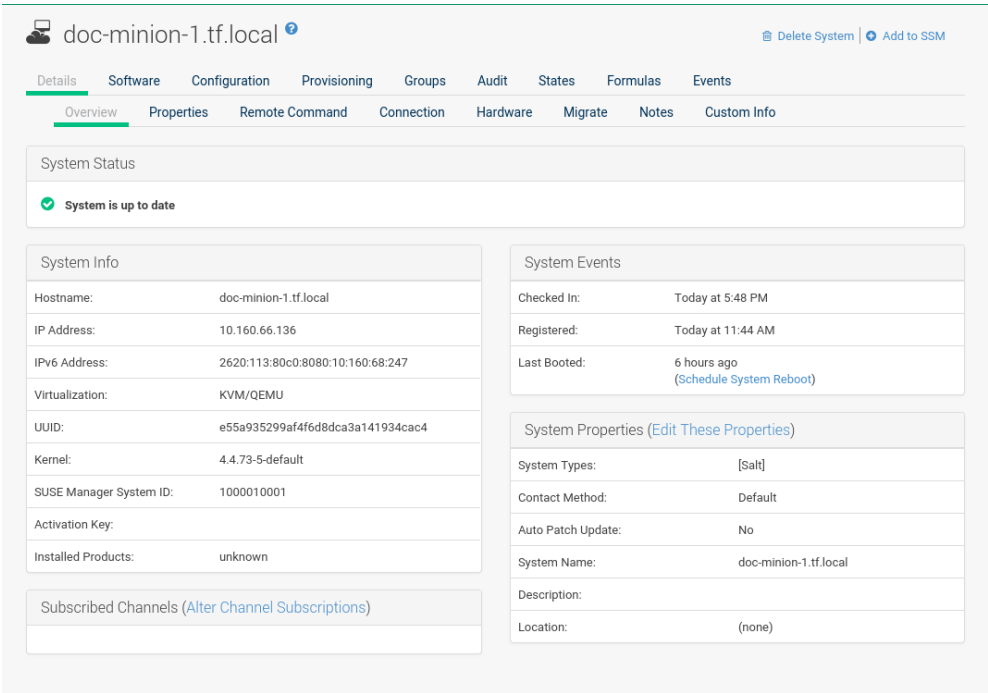 doc-minion-1.tf.local ?
Delete System | Add to SSM
Details Software Configuration Provisioning Groups Audit States Formulas Events
Overview Properties Remote Command Connection Hardware Migrate Notes Custom Info
System Status
System is up to date
System Info
Hostname: doc-minion-1.tf.local
IP Address: 10.160.66.136
IPv6 Address: 2620:113:80c0:8080:10:160:68:247
Virtualization: KVM/QEMU
UUID: e55a935299af4f6d8dca3a141934cac4
Kernel: 4.4.73-5-default
SUSE Manager System ID: 1000010001
Activation Key:
Installed Products: unknown
Subscribed Channels (Alter Channel Subscriptions)
System Events
Checked In: Today at 5:48 PM
Registered: Today at 11:44 AM
Last Booted: 6 hours ago
(Schedule System Reboot)
System Properties (Edit These Properties)
System Types: [Salt]
Contact Method: Default
Auto Patch Update: No
System Name: doc-minion-1.tf.local
Description:
Location: (none)